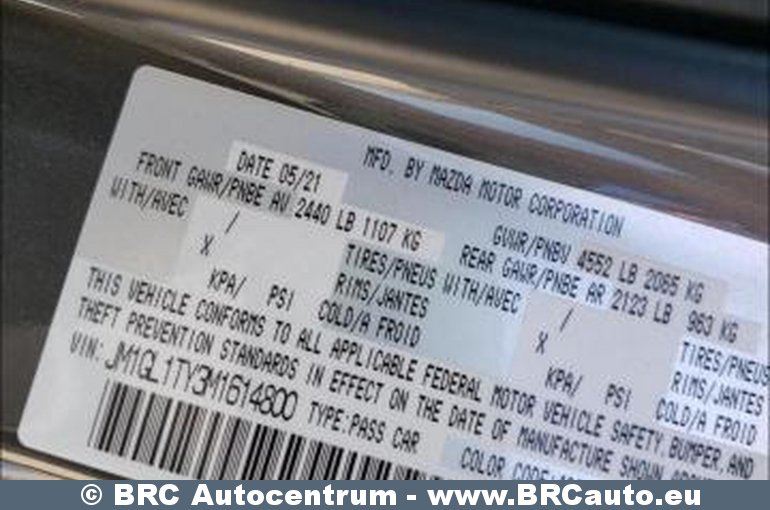 MFD. BY MAZDA MOTOR CORPORATION
DATE 05/21
GVWR/PNBV 4552 LB 2065 KG
FRONT GAWR/PNBE AV 2440 LB 1107 KG
REAR GAWR/PNBE AR 2123 LB 963 KG
WITH/AVEC
/
X
TIRES/PNEUS WITH/AVEC
/
X
TIRES/PNEUS
RIMS/JANTES
RIMS/JANTES
KPA/ PSI COLD/A FROID
KPA/ PSI COLD/A FROID
THIS VEHICLE CONFORMS TO ALL APPLICABLE FEDERAL MOTOR VEHICLE SAFETY, BUMPER, AND
THEFT PREVENTION STANDARDS IN EFFECT ON THE DATE OF MANUFACTURE SHOWN
VIN: JM1GL1TY3M1614800 TYPE:PASS CAR
COLOR
© BRC Autocentrum - www.BRCauto.eu